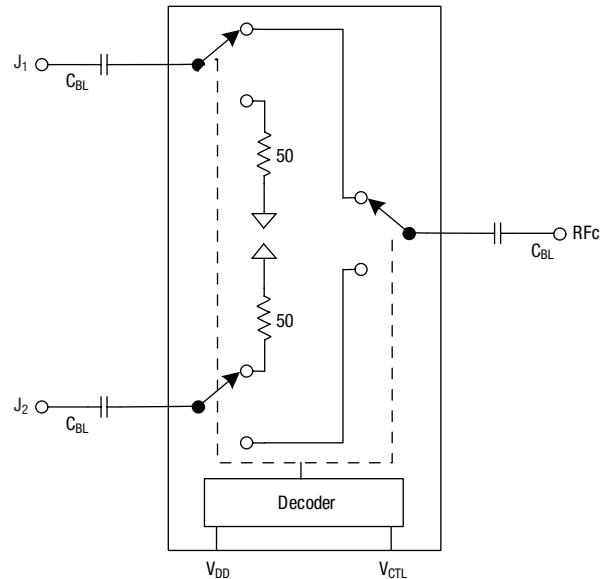 J1
CBL
50
RFc
CBL
50
J2
CBL
Decoder
VDD
VCTL